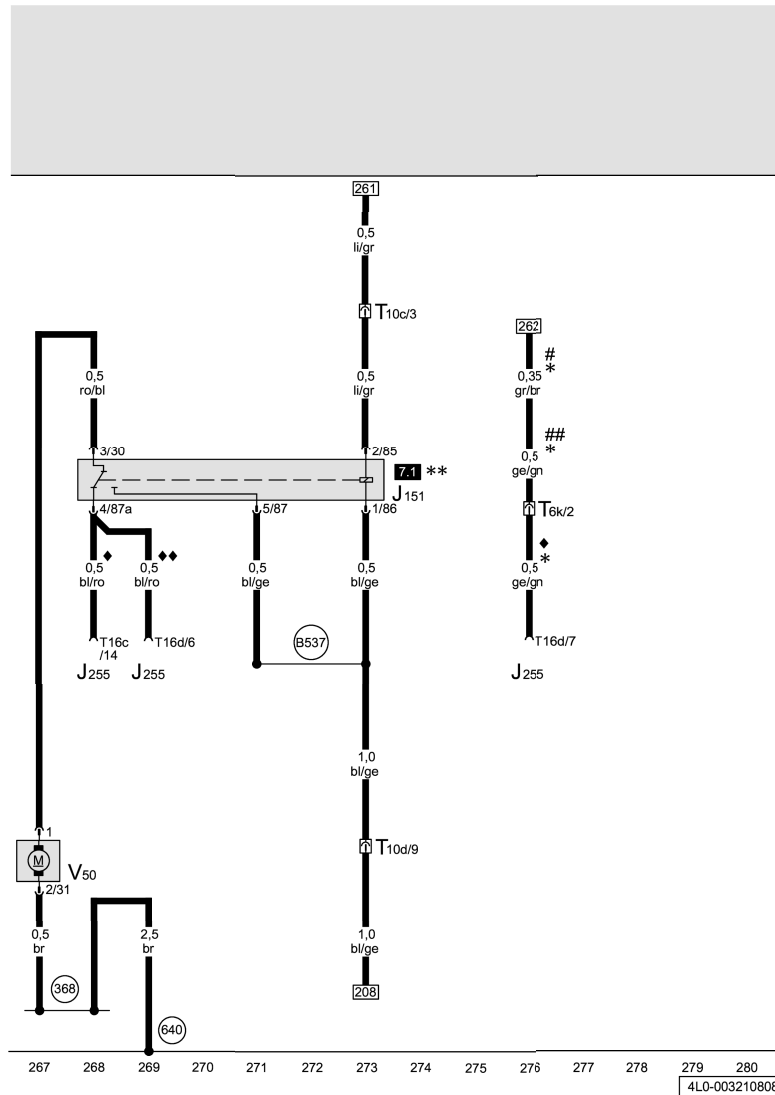 261
0,5
li/gr
T10c/3
262
#
*
0,5
ro/bl
0,5
li/gr
0,35
gr/br
##
*
3/30
2/85
7.1 **
J151
0,5
ge/gn
4/87a
5/87
1/86
T6k/2
♦
♦♦
♦
*
0,5
bl/ro
0,5
bl/ro
0,5
bl/ge
0,5
bl/ge
0,5
ge/gn
T16c
/14
T16d/6
B537
T16d/7
J255
J255
J255
1,0
bl/ge
1
M
V50
T10d/9
2/31
0,5
br
2,5
br
1,0
bl/ge
368
208
640
267 268 269 270 271 272 273 274 275 276 277 278 279 280
4L0-003210808